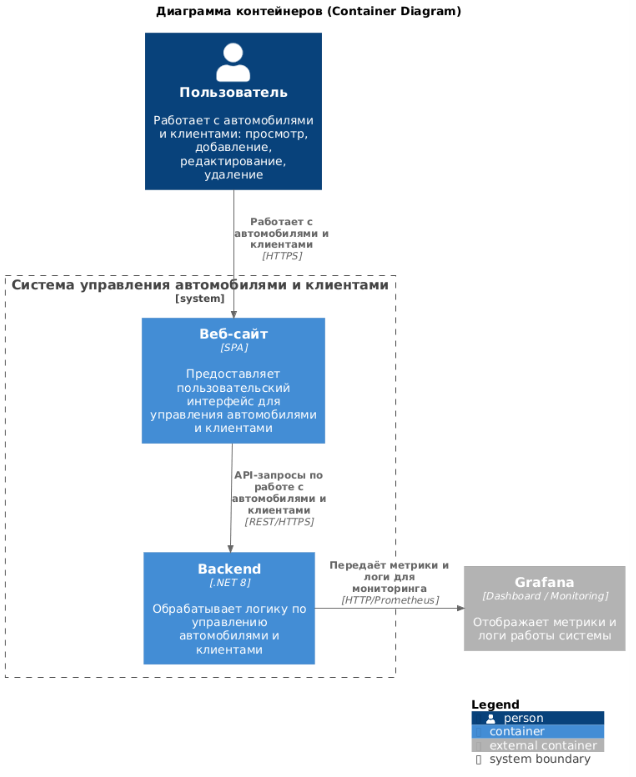 Диаграмма контейнеров (Container Diagram)
Пользователь
Работает с автомобилями
и клиентами: просмотр,
добавление,
редактирование,
удаление
Работает с
автомобилями и
клиентами
[HTTPS]
Система управления автомобилями и клиентами
[system]
Веб-сайт
[SPA]
Предоставляет
пользовательский
интерфейс для
управления автомобилями
и клиентами
API-запросы по
работе с
автомобилями и
клиентами
[REST/HTTPS]
Backend
[.NET 8]
Обрабатывает логику по
управлению
автомобилями и
клиентами
Передаёт метрики и
логи для
мониторинга
[HTTP/Prometheus]
Grafana
[Dashboard / Monitoring]
Отображает метрики и
логи работы системы
Legend
person
container
external container
system boundary